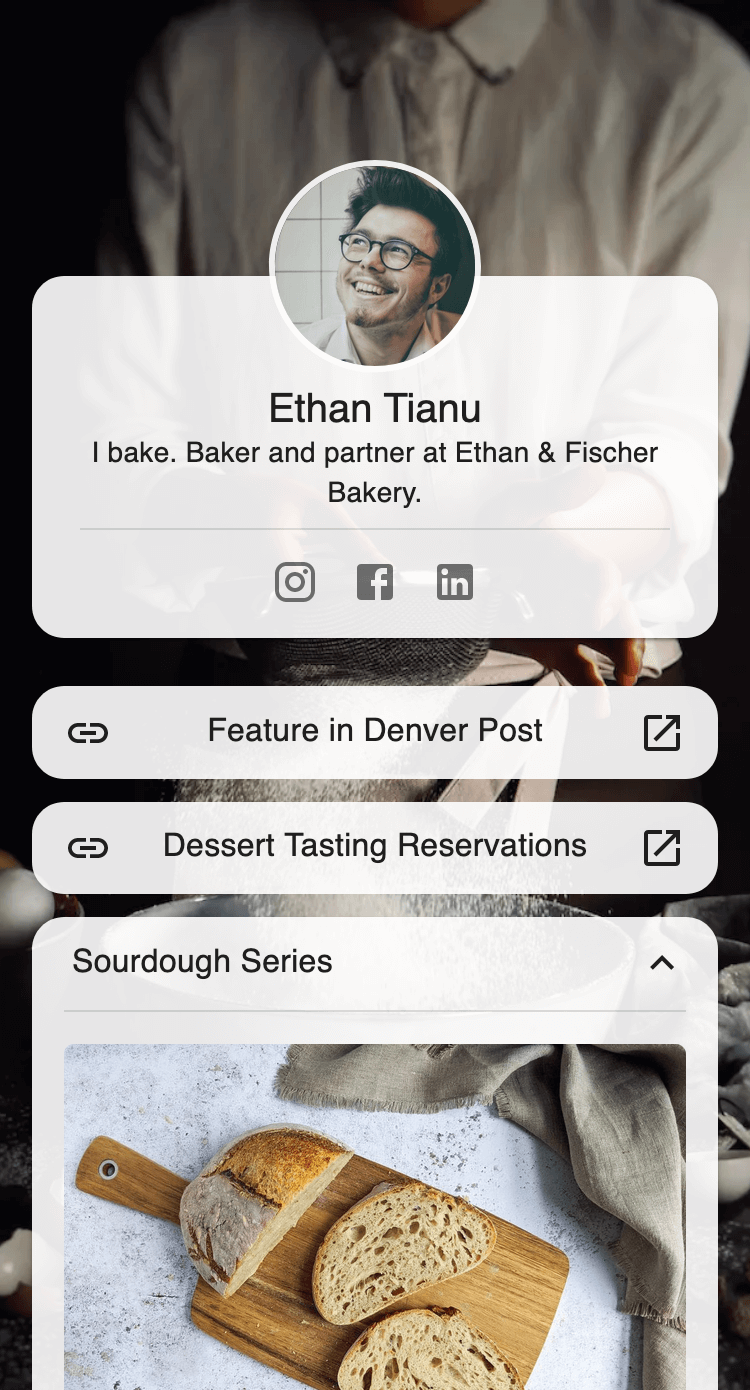 Ethan Tianu
I bake. Baker and partner at Ethan & Fischer
Bakery.
Feature in Denver Post
Dessert Tasting Reservations
Sourdough Series